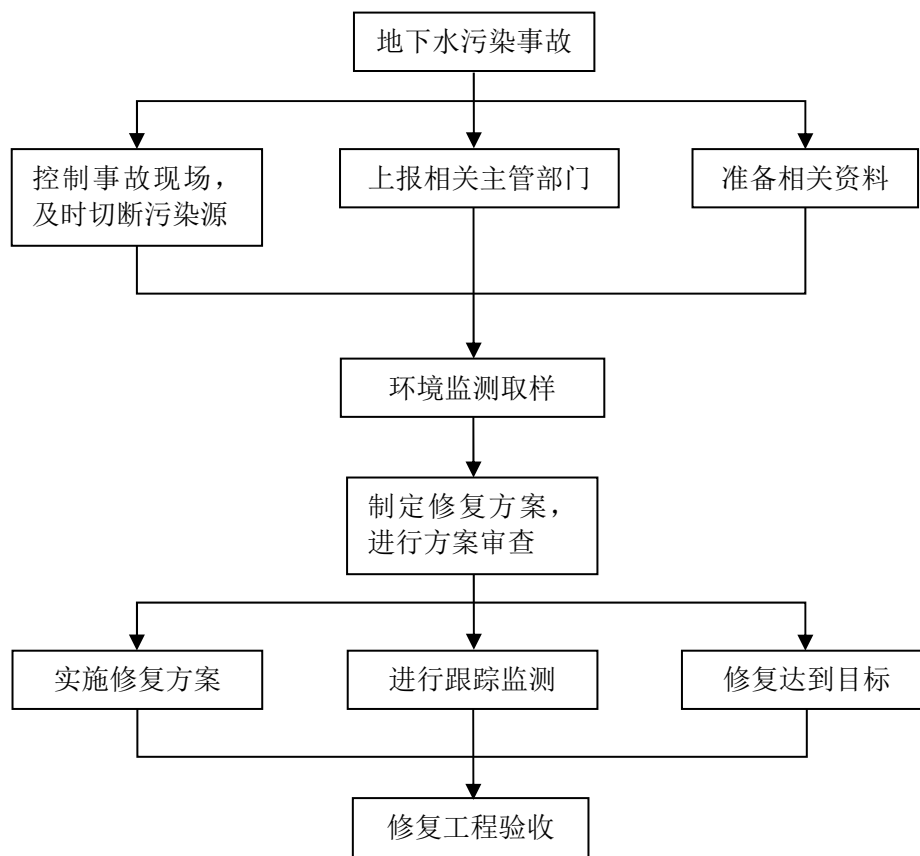 地下水污染事故
控制事故现场，
及时切断污染源
上报相关主管部门
准备相关资料
环境监测取样
制定修复方案，
进行方案审查
实施修复方案
进行跟踪监测
修复达到目标
修复工程验收